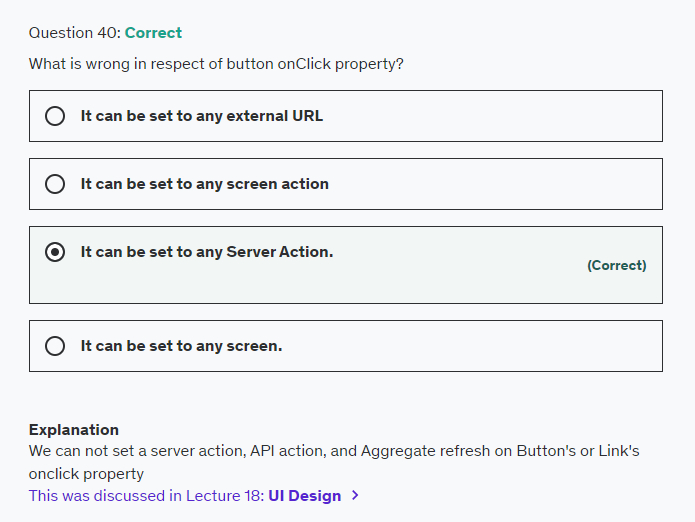 Question 40: Correct
What is wrong in respect of button onClick property?
It can be set to any external URL
It can be set to any screen action
It can be set to any Server Action.
(Correct)
It can be set to any screen.
Explanation
We can not set a server action, API action, and Aggregate refresh on Button's or Link's
onclick property
This was discussed in Lecture 18: UI Design >